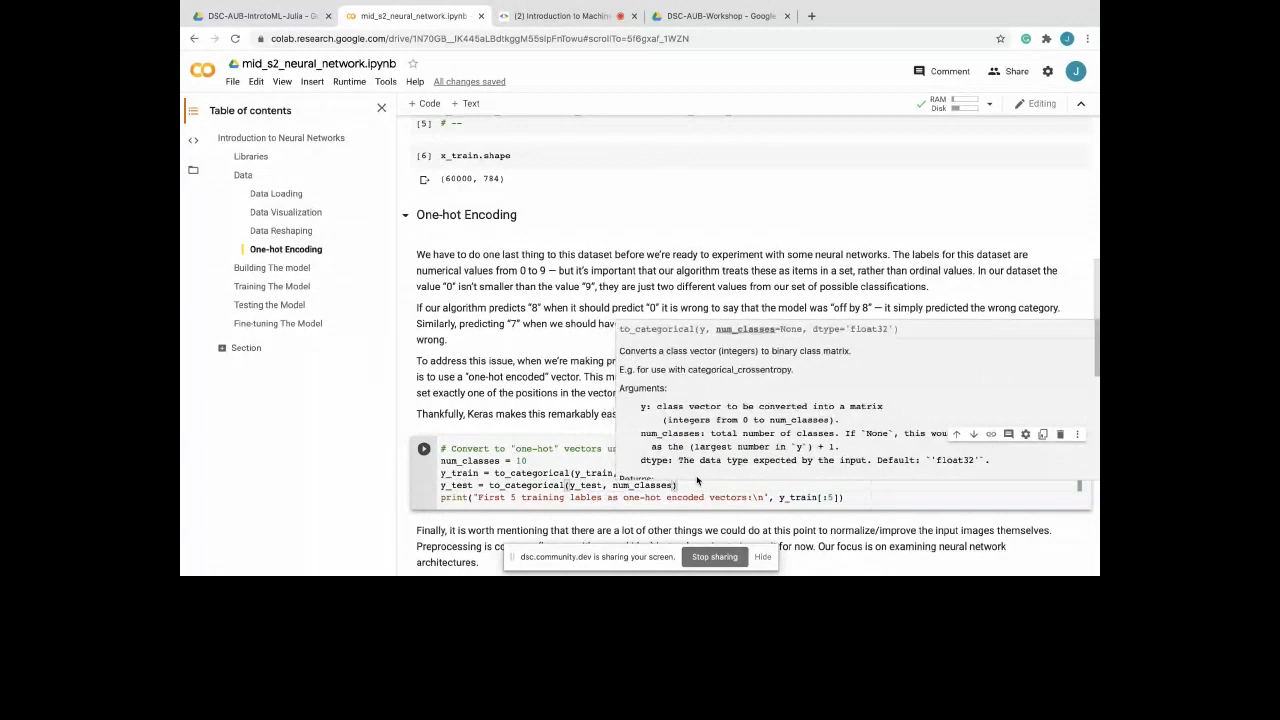 DSC-AUB-IntrotoML-Julia - G
mid_s2_neural_network.ipynb
(2) Introduction to Machin
DSC-AUB-Workshop - Google
colab.research.google.com/drive/
mid_s2_neural_network.ipynb
File Edit View Insert Runtime Tools Help All changes saved
Comment Share J
Table of contents
+ Code + Text
RAM
Disk
Editing
Introduction to Neural Networks
Libraries
Data
Data Loading
Data Visualization
Data Reshaping
One-hot Encoding
Building The model
Training The Model
Testing the Model
Fine-tuning The Model
Section
[5] # --
[6] x_train.shape
(60000, 784)
One-hot Encoding
We have to do one last thing to this dataset before we're ready to experiment with some neural networks. The labels for this dataset are
numerical values from 0 to 9 — but it's important that our algorithm treats these as items in a set, rather than ordinal values. In our dataset the
value "0" isn't smaller than the value "9", they are just two different values from our set of possible classifications.
If our algorithm predicts "8" when it should predict "0" it is wrong to say that the model was "off by 8" — it simply predicted the wrong category.
Similarly, predicting "7" when we should hav
wrong.
To address this issue, when we're making pr
is to use a "one-hot encoded" vector. This m
set exactly one of the positions in the vector
Thankfully, Keras makes this remarkably eas
to_categorical(y, num_classes=None, dtype='float32')
Converts a class vector (integers) to binary class matrix.
E.g. for use with categorical_crossentropy.
Arguments:
y: class vector to be converted into a matrix
(integers from 0 to num_classes).
num_classes: total number of classes. If `None`, this wou
as the (largest number in `y`) + 1.
dtype: The data type expected by the input. Default: `'float32'`.
Returns:
# Convert to "one-hot" vectors u
num_classes = 10
y_train = to_categorical(y_train,
y_test = to_categorical(y_test, num_classes)
print("First 5 training lables as one-hot encoded vectors:\n", y_train[:5])
Finally, it is worth mentioning that there are a lot of other things we could do at this point to normalize/improve the input images themselves.
Preprocessing is co for now. Our focus is on examining neural network
architectures.
dsc.community.dev is sharing your screen. Stop sharing Hide